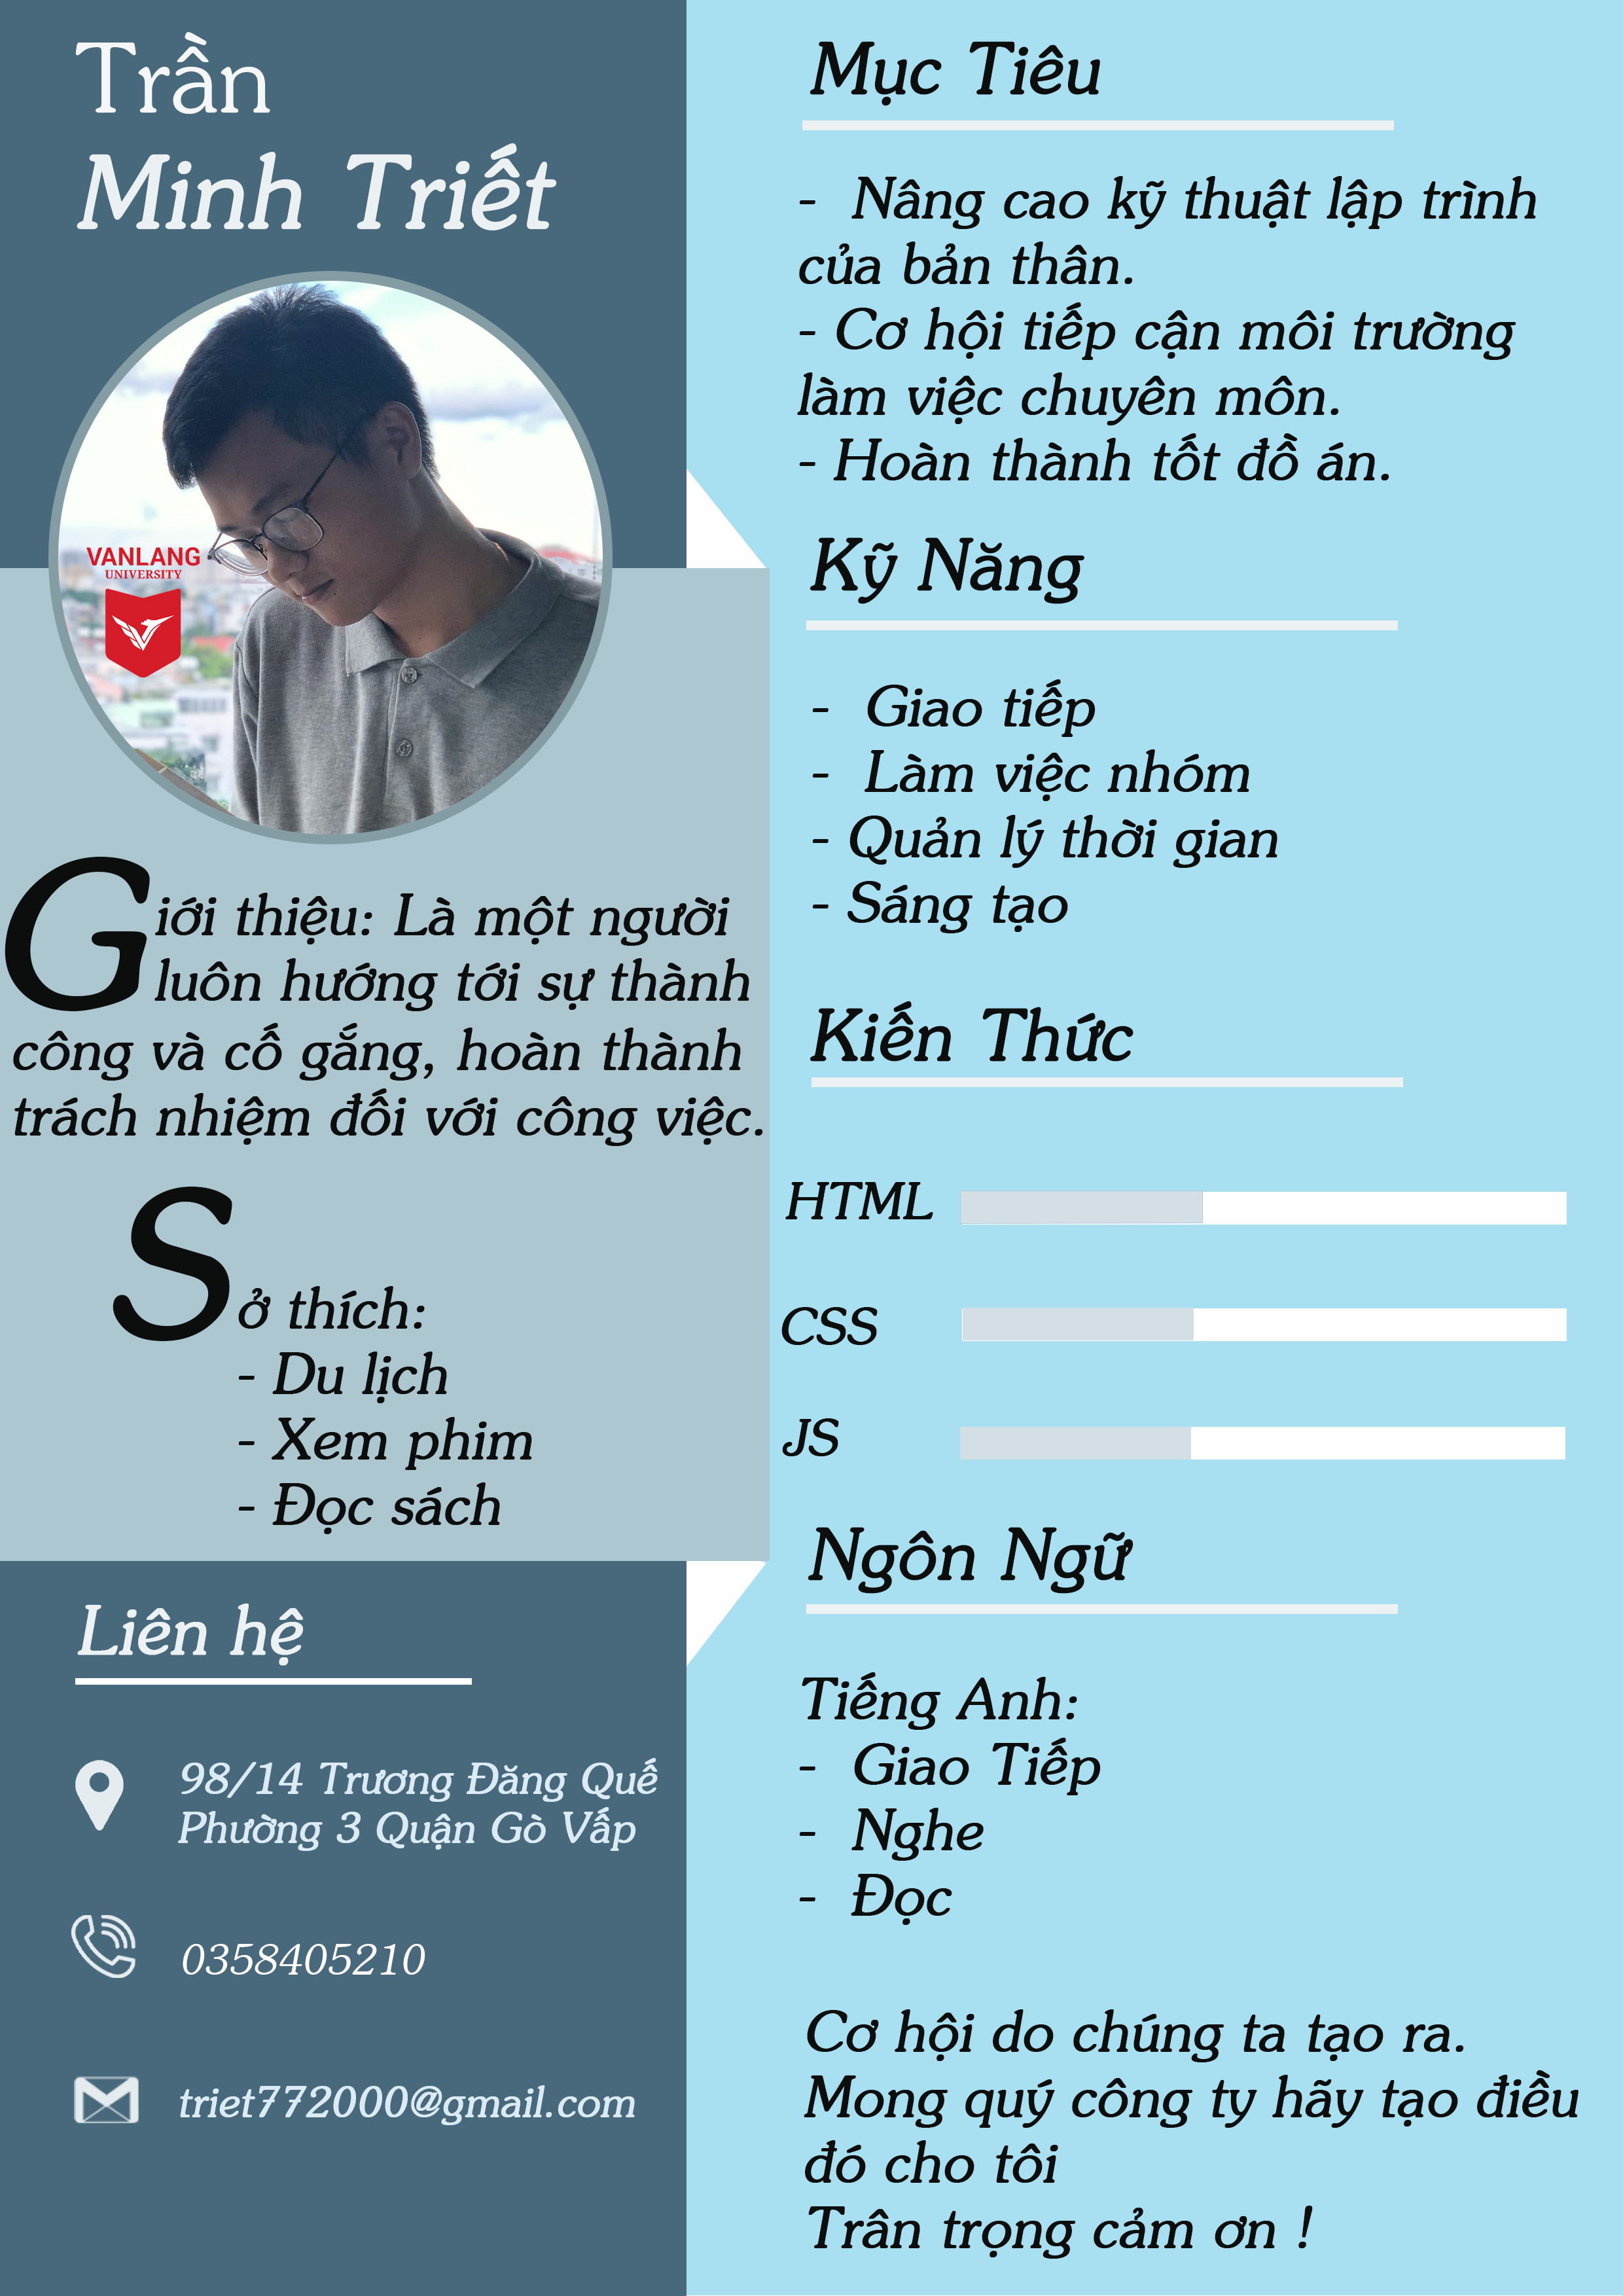 Trần
Minh Triết
VANLANG
UNIVERSITY
Giới thiệu: Là một người
luôn hướng tới sự thành
công và cố gắng, hoàn thành
trách nhiệm đối với công việc.
Sở thích:
- Du lịch
- Xem phim
- Đọc sách
Liên hệ
98/14 Trương Đăng Quế
Phường 3 Quận Gò Vấp
0358405210
triet772000@gmail.com
Mục Tiêu
- Nâng cao kỹ thuật lập trình
của bản thân.
- Cơ hội tiếp cận môi trường
làm việc chuyên môn.
- Hoàn thành tốt đồ án.
Kỹ Năng
- Giao tiếp
- Làm việc nhóm
- Quản lý thời gian
- Sáng tạo
Kiến Thức
HTML
CSS
JS
Ngôn Ngữ
Tiếng Anh:
- Giao Tiếp
- Nghe
- Đọc
Cơ hội do chúng ta tạo ra.
Mong quý công ty hãy tạo điều
đó cho tôi
Trân trọng cảm ơn !